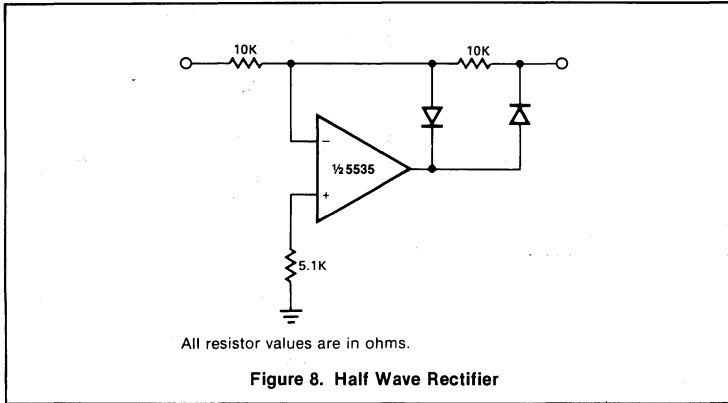 10K
10K
−
½ 5535
+
5.1K
All resistor values are in ohms.
Figure 8. Half Wave Rectifier